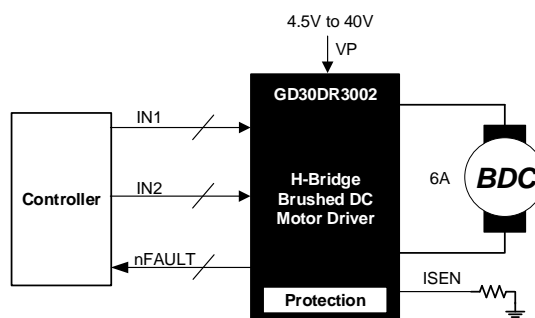 4.5V to 40V
VP
GD30DR3002
IN1
H-Bridge
Brushed DC
Motor Driver
6A
BDC
Controller
IN2
nFAULT
ISEN
Protection